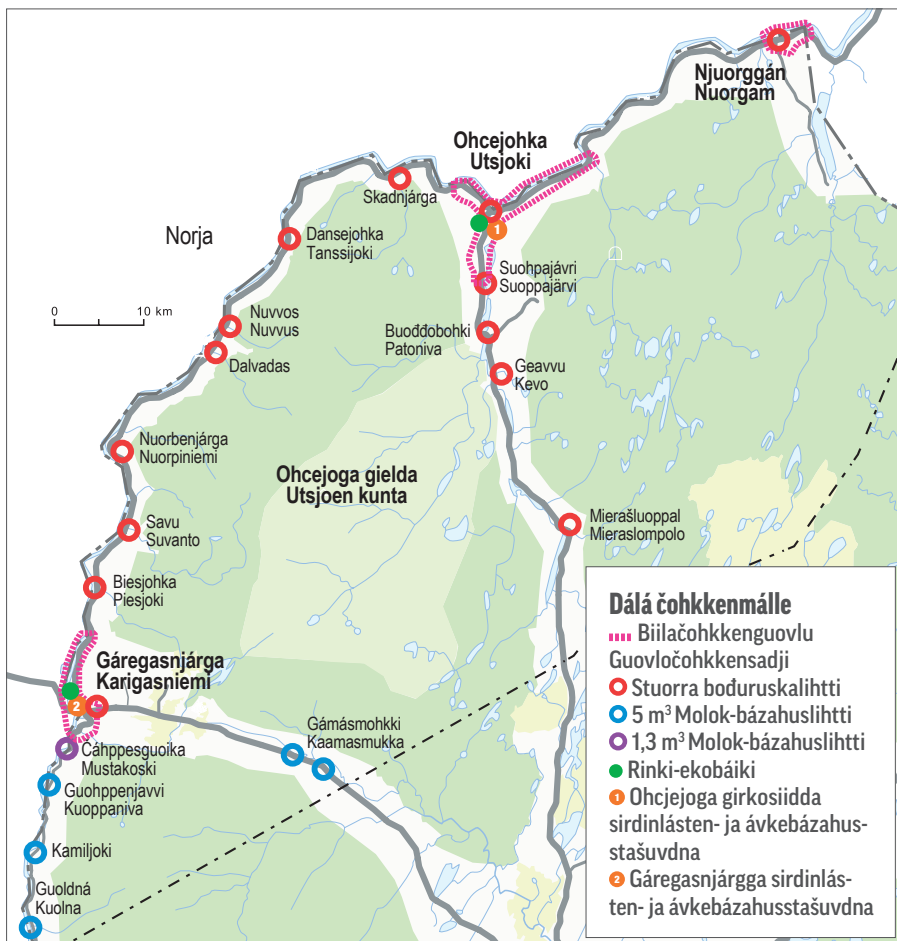 Njuorggán
Nuorgam
Ohcejohka
Utsjoki
Skadnjárga
Norja
Dánsejohka
Tanssijoki
Suohpajávri
Suoppajärvi
0 10 km
Nuvvos
Nuvvus
Buođđobohki
Patoniva
Dalvadas
Geavvu
Kevo
Nuorbenjárga
Nuorpiniemi
Ohcejoga gielda
Utsjoen kunta
Savu
Suvanto
Mierašluoppal
Mieraslompolo
Biesjohka
Piesjoki
Gáregasnjárga
Karigasniemi
Gámásmohkki
Kaamasmukka
Čáhppesguoika
Mustakoski
Guohppenjavvi
Kuoppaniva
Kamiljoki
Guoldná
Kuolna
1
2
Dálá čohkkenmálle
Biilačohkkenguovlu
Guovločohkkensadji
Stuorra bođuruskalihtti
5 m³ Molok-bázahuslihtti
1,3 m³ Molok-bázahuslihtti
Rinki-ekobáiki
1 Ohcjejoga girkosiidda
sirdinlásten- ja ávkebázahus-
stašuvdna
2 Gáregasnjárgga sirdinlás-
ten- ja ávkebázahusstašuvdna